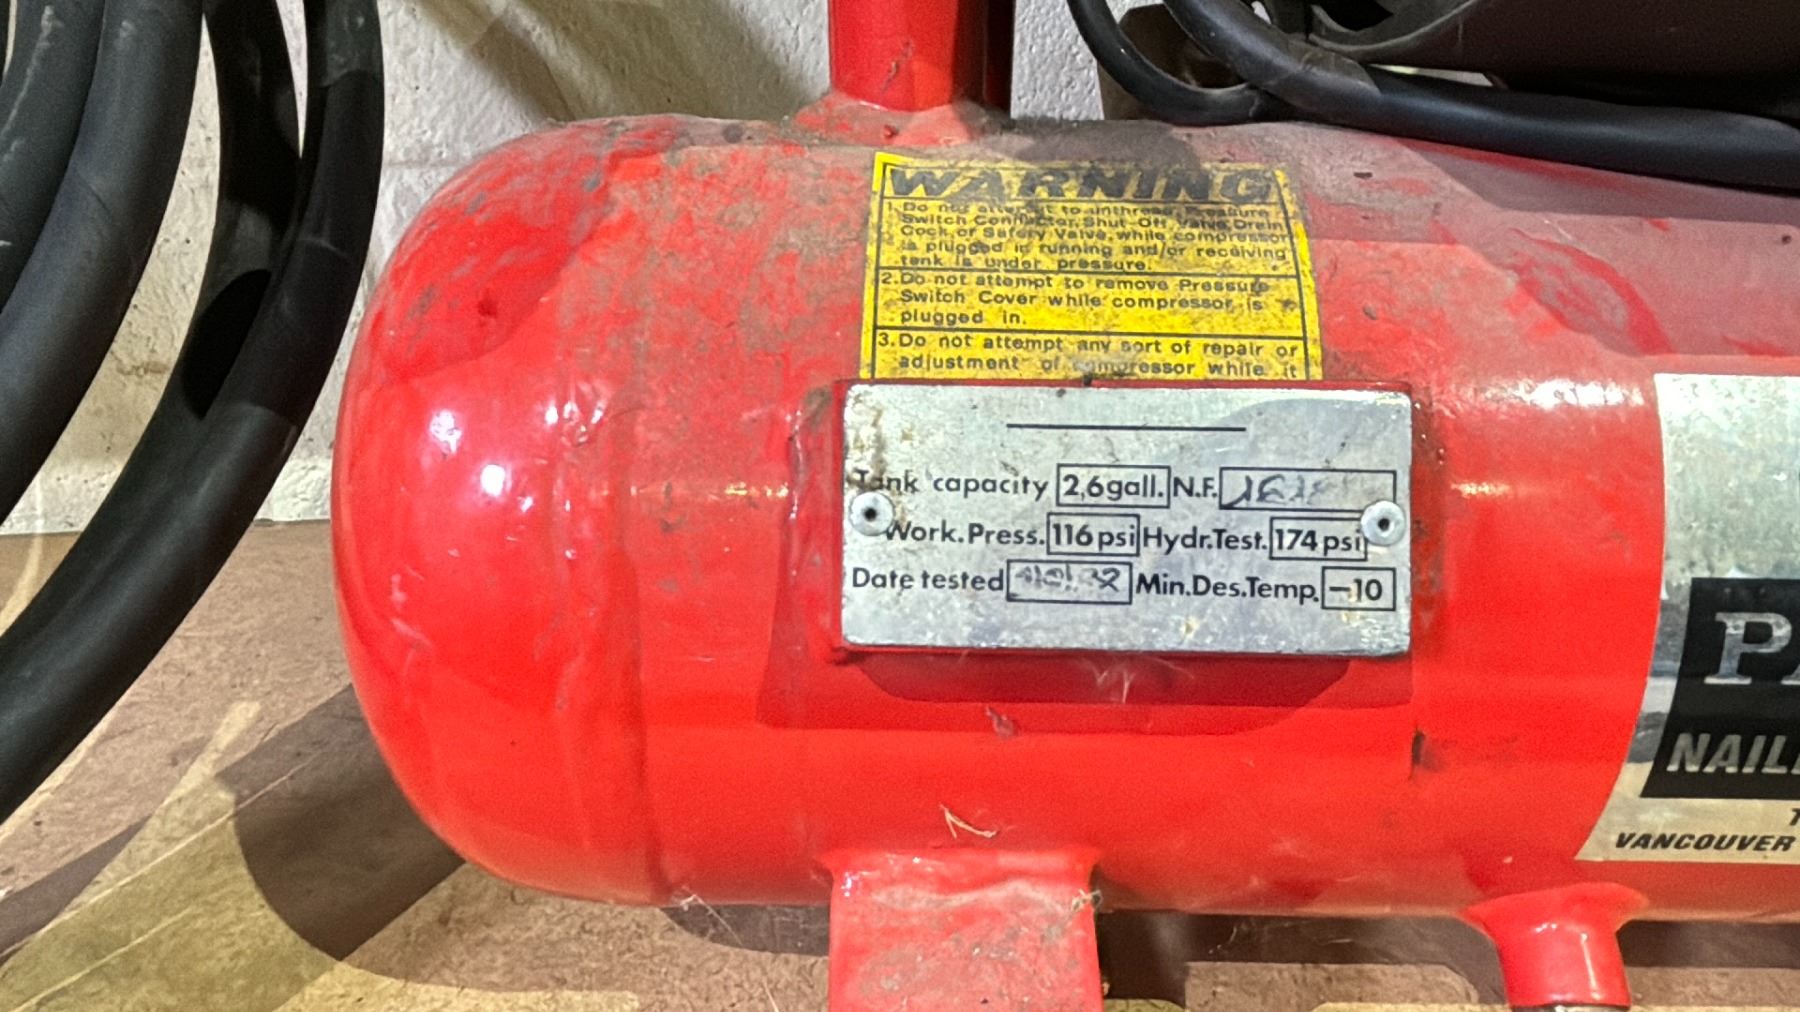 WARNING
1. Do not attempt to unthread Pressure
Switch Connector, Shut Off Valve, Drain
Cock or Safety Valve, while compressor
is plugged in running and/or receiving
tank is under pressure.
2. Do not attempt to remove Pressure
Switch Cover while compressor is
plugged in.
3. Do not attempt any sort of repair or
adjustment of compressor while it
Tank capacity 2,6 gall. N.F.
Work. Press. 116 psi Hydr. Test. 174 psi
Date tested Min. Des. Temp. -10
PA
NAIL
VANCOUVER